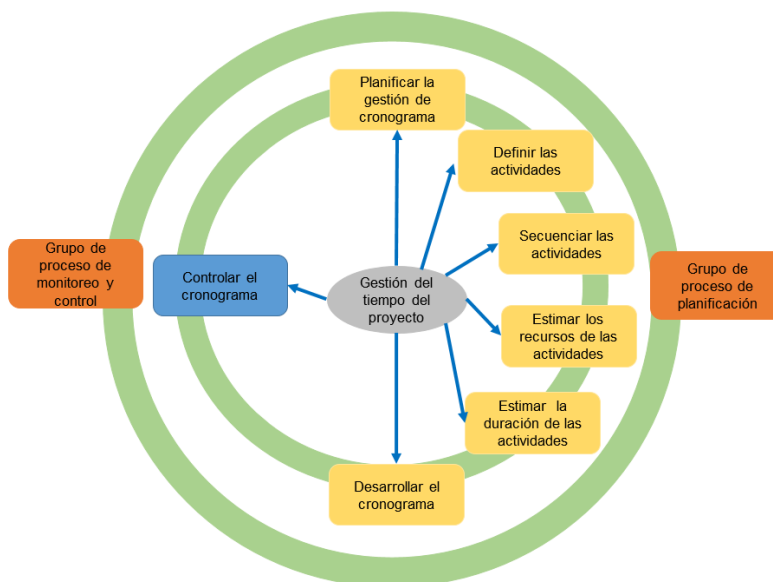 Planificar la
gestión de
cronograma
Definir las
actividades
Secuenciar las
actividades
Grupo de
proceso de
monitoreo y
control
Controlar el
cronograma
Gestión del
tiempo del
proyecto
Grupo de
proceso de
planificación
Estimar los
recursos de las
actividades
Estimar la
duración de las
actividades
Desarrollar el
cronograma